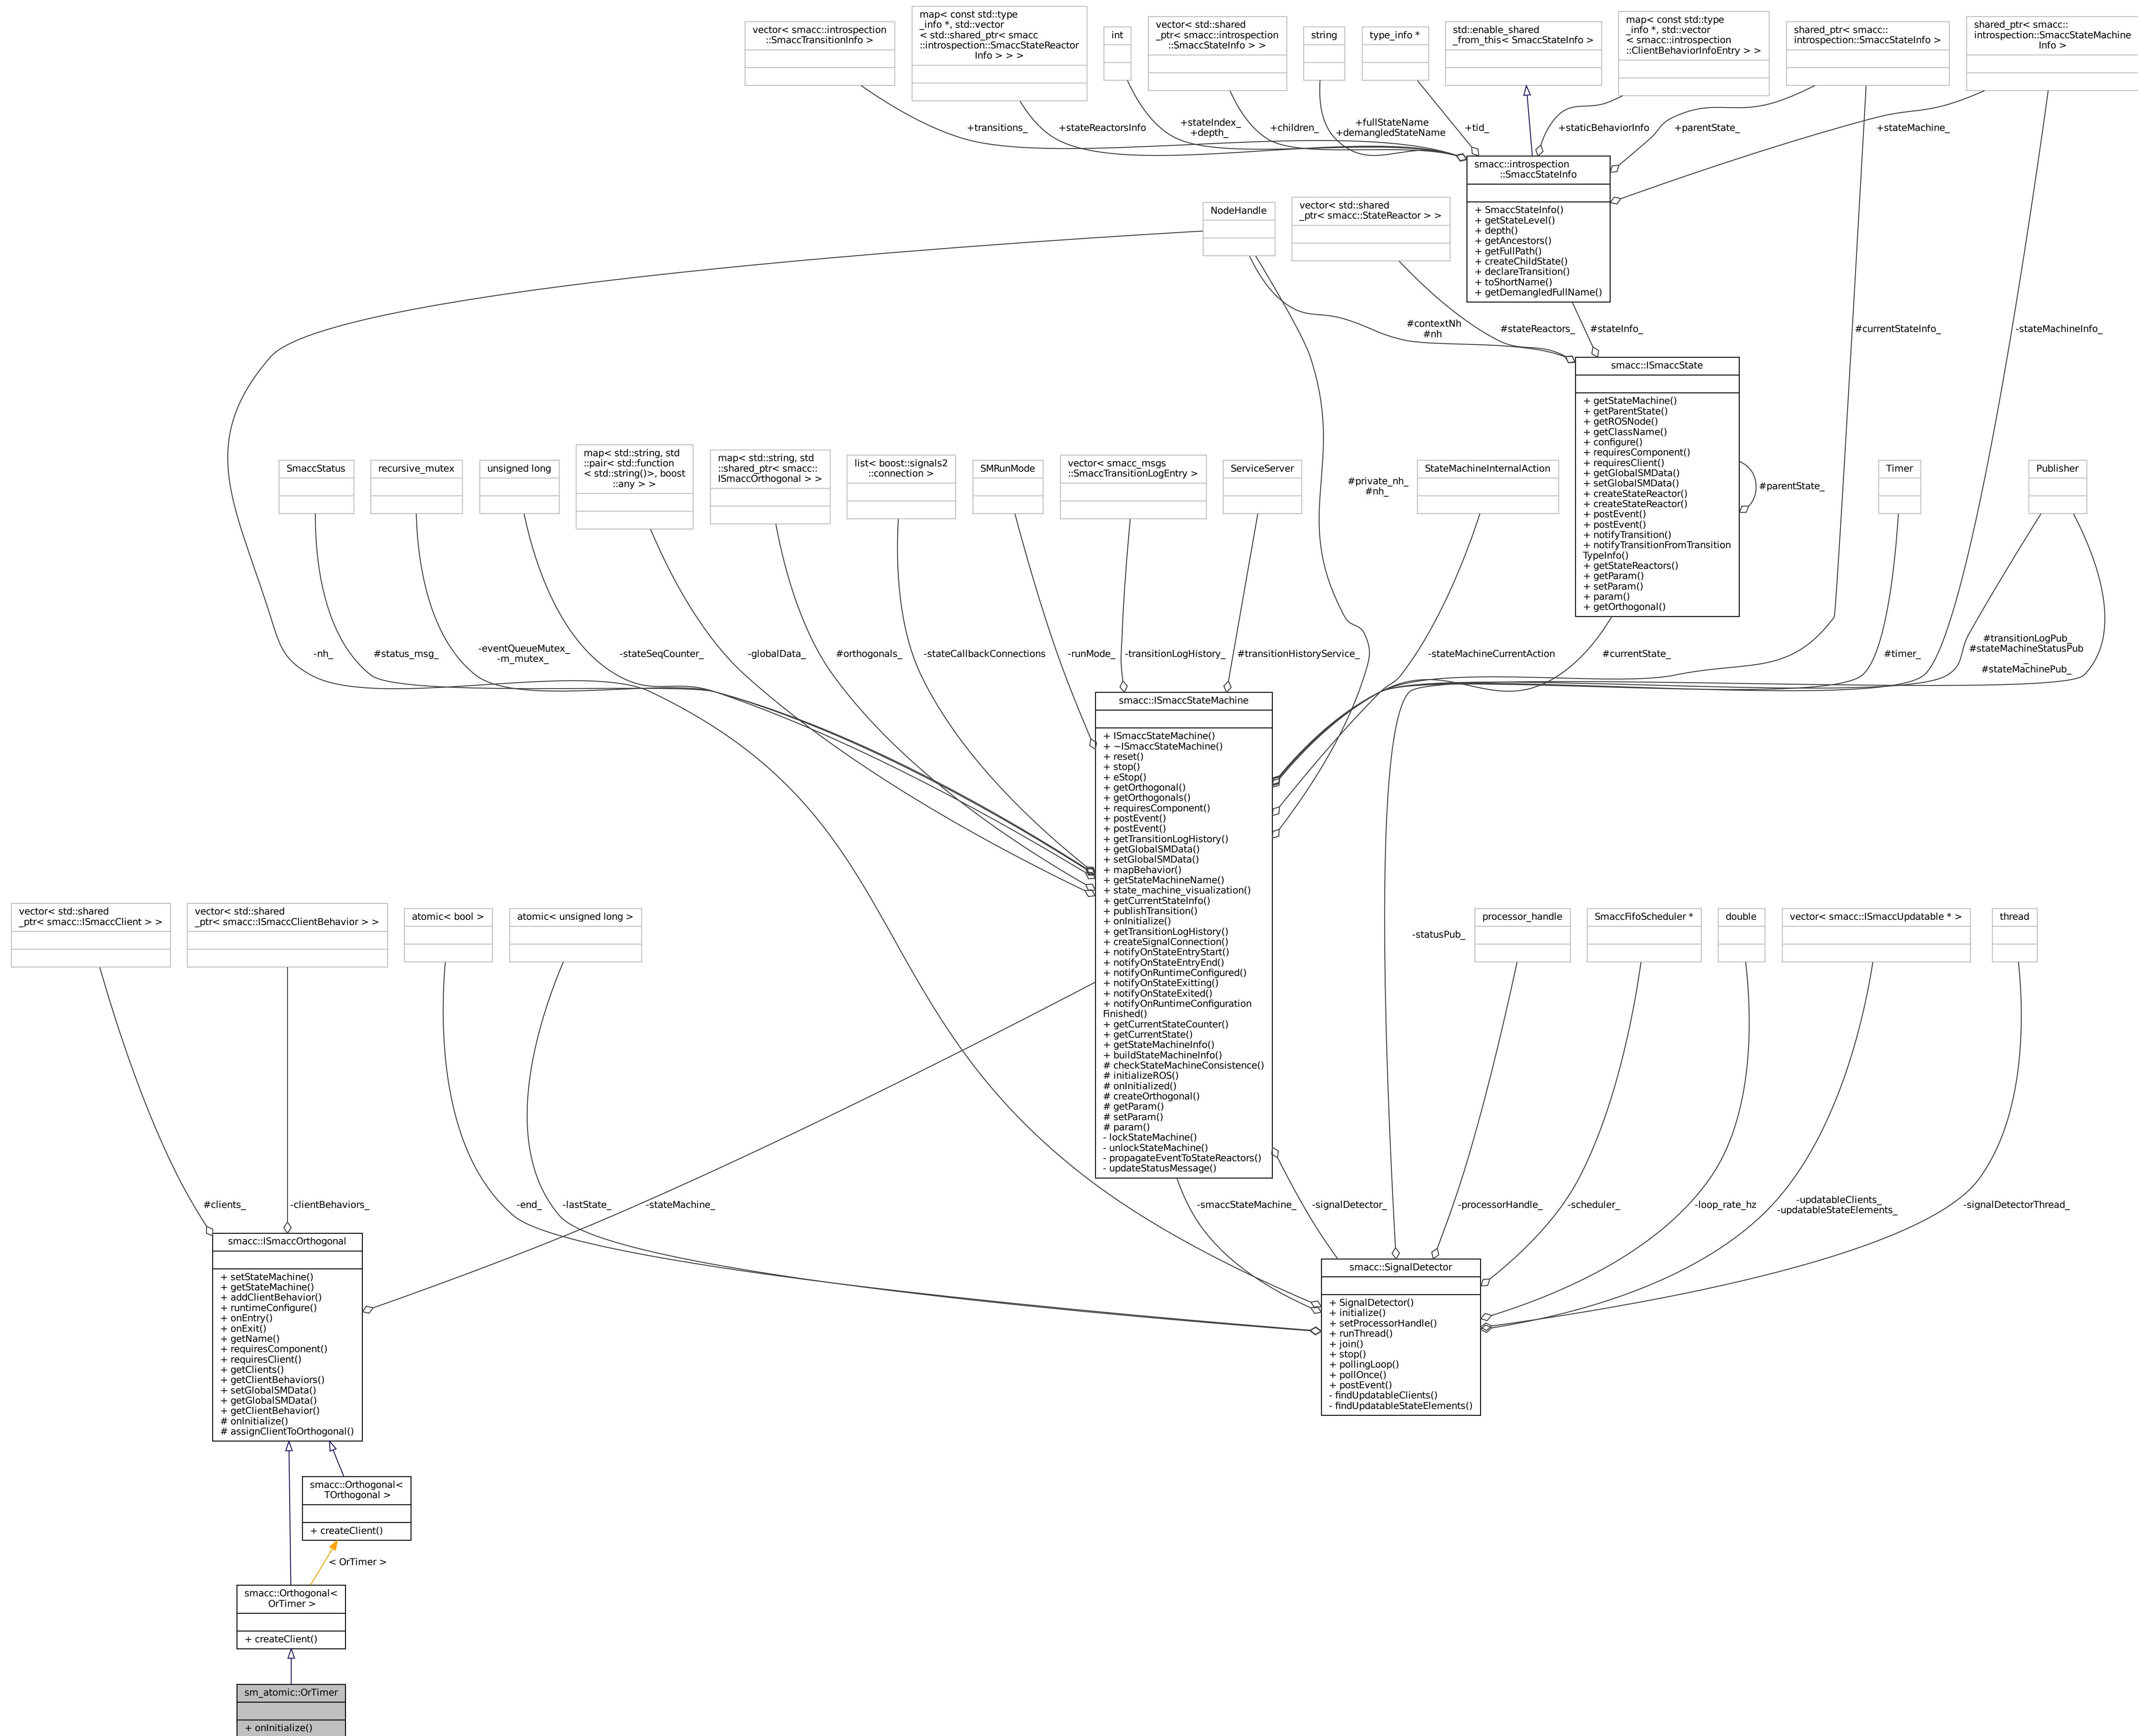 vector< smacc::introspection
::SmaccTransitionInfo >
map< const std::type
_info *, std::vector
< std::shared_ptr< smacc
::introspection::SmaccStateReactor
Info > > >
int
vector< std::shared
_ptr< smacc::introspection
::SmaccStateInfo > >
string
type_info *
std::enable_shared
_from_this< SmaccStateInfo >
map< const std::type
_info *, std::vector
< smacc::introspection
::ClientBehaviorInfoEntry > >
shared_ptr< smacc::
introspection::SmaccStateInfo >
shared_ptr< smacc::
introspection::SmaccStateMachine
Info >
+transitions_
+stateReactorsInfo
+stateIndex_
+depth_
+children_
+fullStateName
+demangledStateName
+tid_
+staticBehaviorInfo
+parentState_
+stateMachine_
smacc::introspection
::SmaccStateInfo
+ SmaccStateInfo()
+ getStateLevel()
+ depth()
+ getAncestors()
+ getFullPath()
+ createChildState()
+ declareTransition()
+ toShortName()
+ getDemangledFullName()
NodeHandle
vector< std::shared
_ptr< smacc::StateReactor > >
#contextNh
#nh
#stateReactors_
#stateInfo_
#currentStateInfo_
-stateMachineInfo_
smacc::ISmaccState
+ getStateMachine()
+ getParentState()
+ getROSNode()
+ getClassName()
+ configure()
+ requiresComponent()
+ requiresClient()
+ getGlobalSMData()
+ setGlobalSMData()
+ createStateReactor()
+ createStateReactor()
+ postEvent()
+ postEvent()
+ notifyTransition()
+ notifyTransitionFromTransition
TypeInfo()
+ getStateReactors()
+ getParam()
+ setParam()
+ param()
+ getOrthogonal()
#parentState_
SmaccStatus
recursive_mutex
unsigned long
map< std::string, std
::pair< std::function
< std::string()>, boost
::any > >
map< std::string, std
::shared_ptr< smacc::
ISmaccOrthogonal > >
list< boost::signals2
::connection >
SMRunMode
vector< smacc_msgs
::SmaccTransitionLogEntry >
ServiceServer
#private_nh_
#nh_
StateMachineInternalAction
Timer
Publisher
-nh_
#status_msg_
-eventQueueMutex_
-m_mutex_
-stateSeqCounter_
-globalData_
#orthogonals_
-stateCallbackConnections
-runMode_
-transitionLogHistory_
#transitionHistoryService_
-stateMachineCurrentAction
#currentState_
#timer_
#transitionLogPub_
#stateMachineStatusPub
_
#stateMachinePub_
smacc::ISmaccStateMachine
+ ISmaccStateMachine()
+ ~ISmaccStateMachine()
+ reset()
+ stop()
+ eStop()
+ getOrthogonal()
+ getOrthogonals()
+ requiresComponent()
+ postEvent()
+ postEvent()
+ getTransitionLogHistory()
+ getGlobalSMData()
+ setGlobalSMData()
+ mapBehavior()
+ getStateMachineName()
+ state_machine_visualization()
+ getCurrentStateInfo()
+ publishTransition()
+ onInitialize()
+ getTransitionLogHistory()
+ createSignalConnection()
+ notifyOnStateEntryStart()
+ notifyOnStateEntryEnd()
+ notifyOnRuntimeConfigured()
+ notifyOnStateExitting()
+ notifyOnStateExited()
+ notifyOnRuntimeConfiguration
Finished()
+ getCurrentStateCounter()
+ getCurrentState()
+ getStateMachineInfo()
+ buildStateMachineInfo()
# checkStateMachineConsistence()
# initializeROS()
# onInitialized()
# createOrthogonal()
# getParam()
# setParam()
# param()
- lockStateMachine()
- unlockStateMachine()
- propagateEventToStateReactors()
- updateStatusMessage()
vector< std::shared
_ptr< smacc::ISmaccClient > >
vector< std::shared
_ptr< smacc::ISmaccClientBehavior > >
atomic< bool >
atomic< unsigned long >
-statusPub_
processor_handle
SmaccFifoScheduler *
double
vector< smacc::ISmaccUpdatable * >
thread
#clients_
-clientBehaviors_
-end_
-lastState_
-stateMachine_
-smaccStateMachine_
-signalDetector_
-processorHandle_
-scheduler_
-loop_rate_hz
-updatableClients_
-updatableStateElements_
-signalDetectorThread_
smacc::ISmaccOrthogonal
+ setStateMachine()
+ getStateMachine()
+ addClientBehavior()
+ runtimeConfigure()
+ onEntry()
+ onExit()
+ getName()
+ requiresComponent()
+ requiresClient()
+ getClients()
+ getClientBehaviors()
+ setGlobalSMData()
+ getGlobalSMData()
+ getClientBehavior()
# onInitialize()
# assignClientToOrthogonal()
smacc::SignalDetector
+ SignalDetector()
+ initialize()
+ setProcessorHandle()
+ runThread()
+ join()
+ stop()
+ pollingLoop()
+ pollOnce()
+ postEvent()
- findUpdatableClients()
- findUpdatableStateElements()
smacc::Orthogonal<
TOrthogonal >
+ createClient()
< OrTimer >
smacc::Orthogonal<
OrTimer >
+ createClient()
sm_atomic::OrTimer
+ onInitialize()